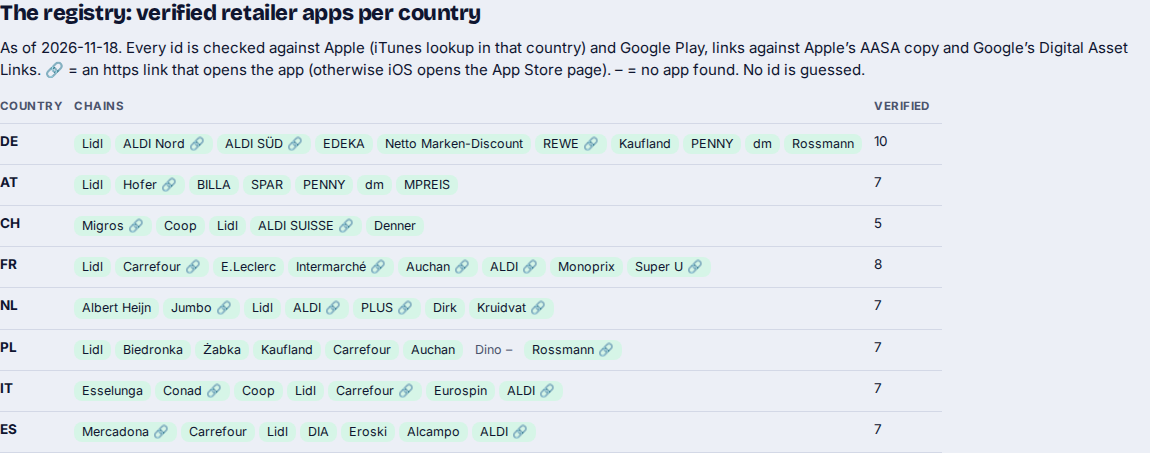 The registry: verified retailer apps per country
As of 2026-11-18. Every id is checked against Apple (iTunes lookup in that country) and Google Play, links against Apple’s AASA copy and Google’s Digital Asset
Links. 🔗 = an https link that opens the app (otherwise iOS opens the App Store page). – = no app found. No id is guessed.
COUNTRY CHAINS VERIFIED
DE Lidl ALDI Nord 🔗 ALDI SÜD 🔗 EDEKA Netto Marken-Discount REWE 🔗 Kaufland PENNY dm Rossmann 10
AT Lidl Hofer 🔗 BILLA SPAR PENNY dm MPREIS 7
CH Migros 🔗 Coop Lidl ALDI SUISSE 🔗 Denner 5
FR Lidl Carrefour 🔗 E.Leclerc Intermarché 🔗 Auchan 🔗 ALDI 🔗 Monoprix Super U 🔗 8
NL Albert Heijn Jumbo 🔗 Lidl ALDI 🔗 PLUS 🔗 Dirk Kruidvat 🔗 7
PL Lidl Biedronka Żabka Kaufland Carrefour Auchan Dino – Rossmann 🔗 7
IT Esselunga Conad 🔗 Coop Lidl Carrefour 🔗 Eurospin ALDI 🔗 7
ES Mercadona 🔗 Carrefour Lidl DIA Eroski Alcampo ALDI 🔗 7